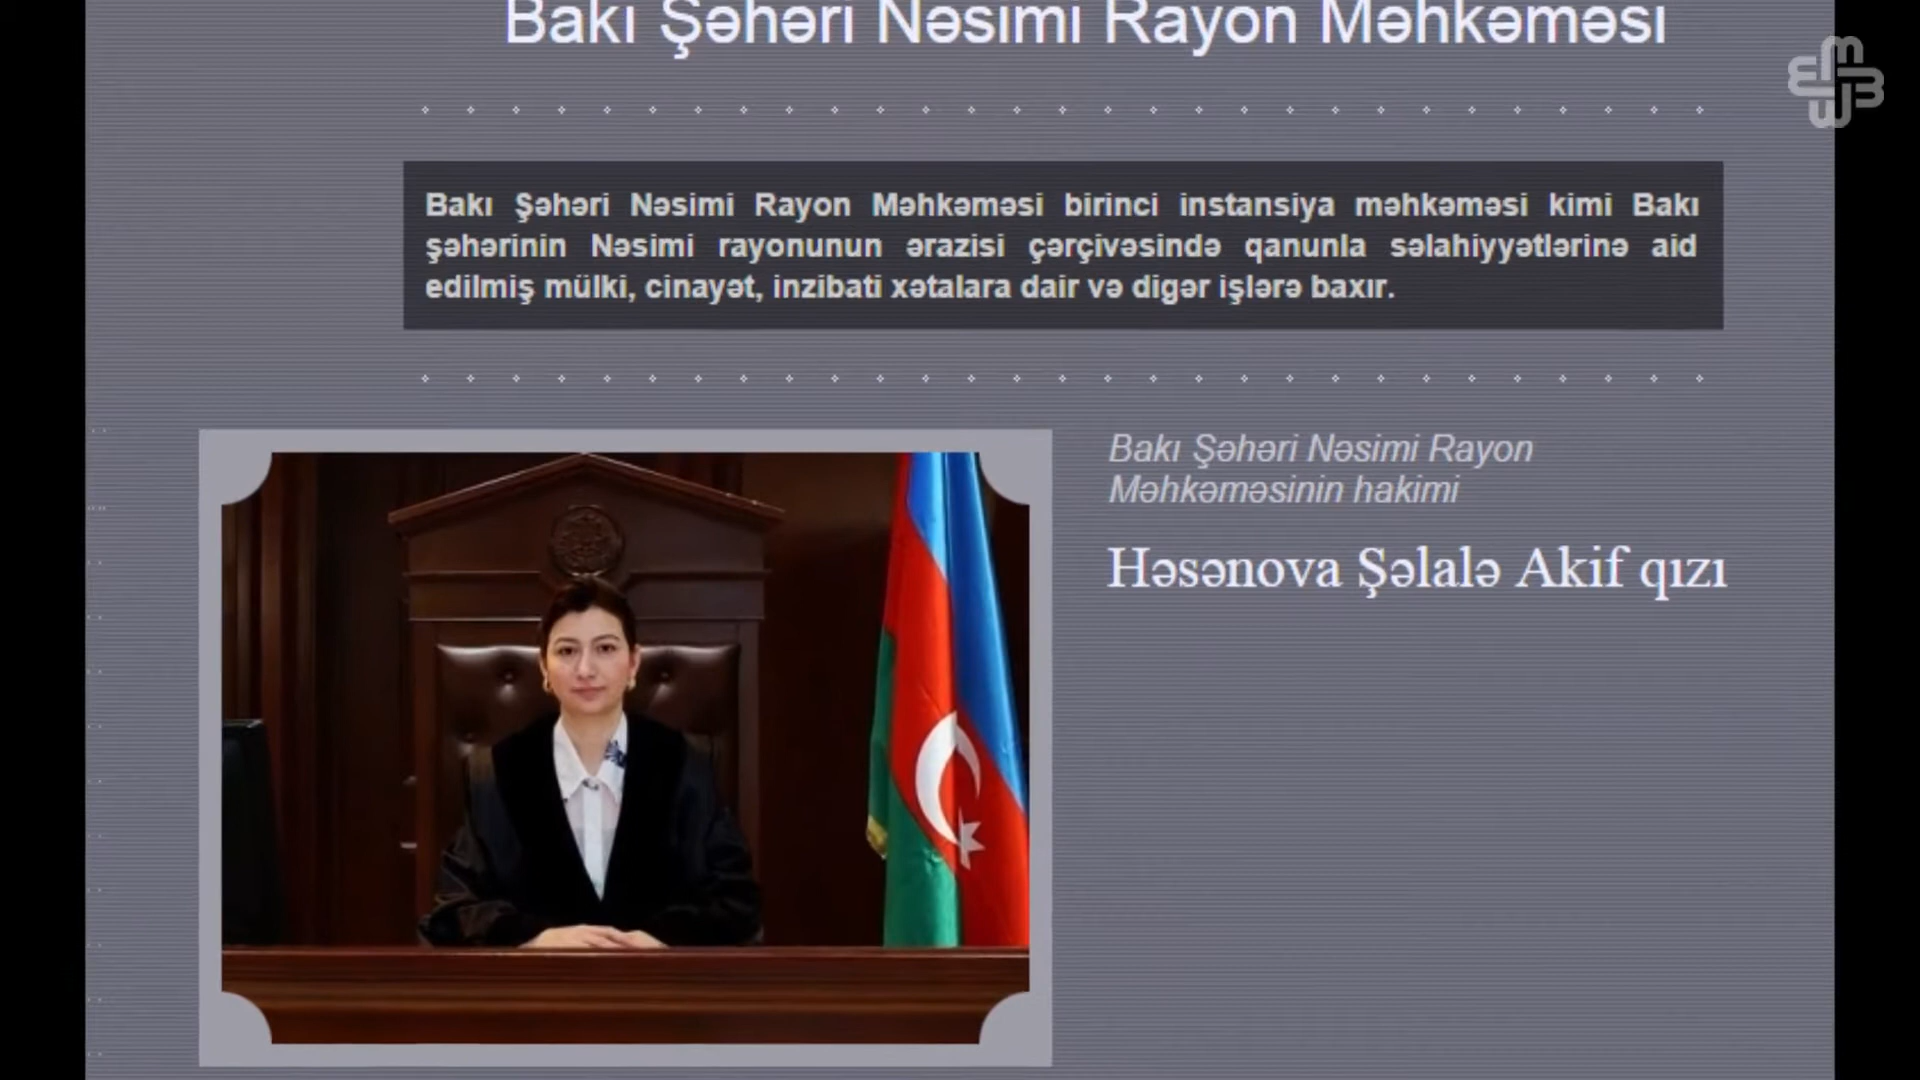 Bakı Şəhəri Nəsimi Rayon Məhkəməsi
Bakı Şəhəri Nəsimi Rayon Məhkəməsi birinci instansiya məhkəməsi kimi Bakı
şəhərinin Nəsimi rayonunun ərazisi çərçivəsində qanunla səlahiyyətlərinə aid
edilmiş mülki, cinayət, inzibati xətalara dair və digər işlərə baxır.
Bakı Şəhəri Nəsimi Rayon
Məhkəməsinin hakimi
Həsənova Şəlalə Akif qızı